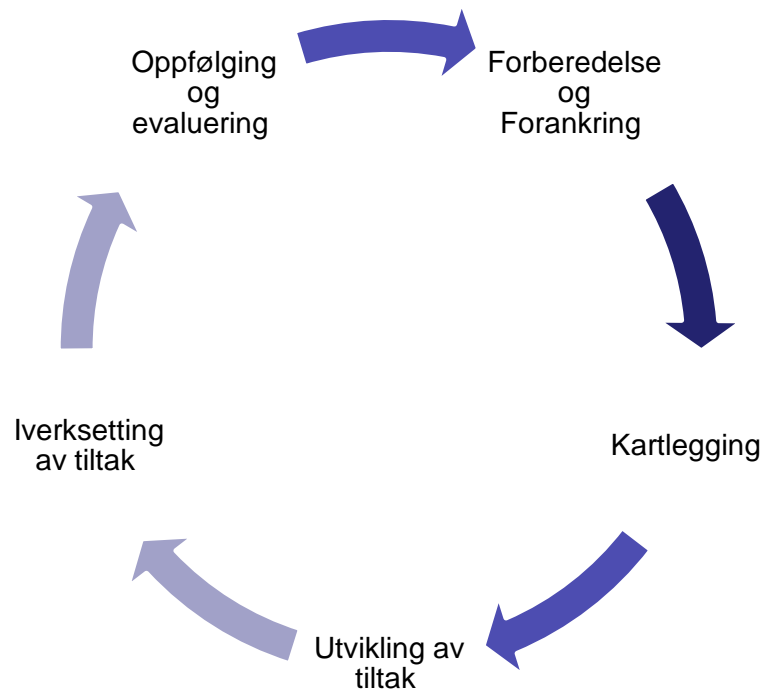 Oppfølging
og
evaluering
Forberedelse
og
Forankring
Kartlegging
Utvikling av
tiltak
Iverksetting
av tiltak